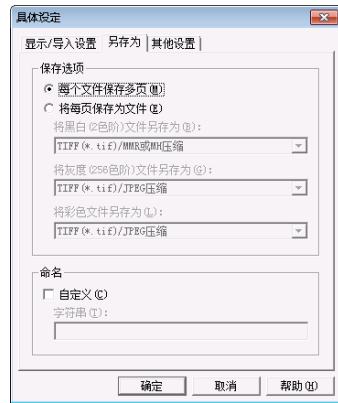 具体设定
显示/导入设置 另存为 其他设置
保存选项
每个文件保存多页(M)
将每页保存为文件(E)
将黑白(2色阶)文件另存为(B):
TIFF(*.tif)/MMR或MH压缩
将灰度(256色阶)文件另存为(G):
TIFF(*.tif)/JPEG压缩
将彩色文件另存为(L):
TIFF(*.tif)/JPEG压缩
命名
自定义(C)
字符串(T):
确定 取消 帮助(H)